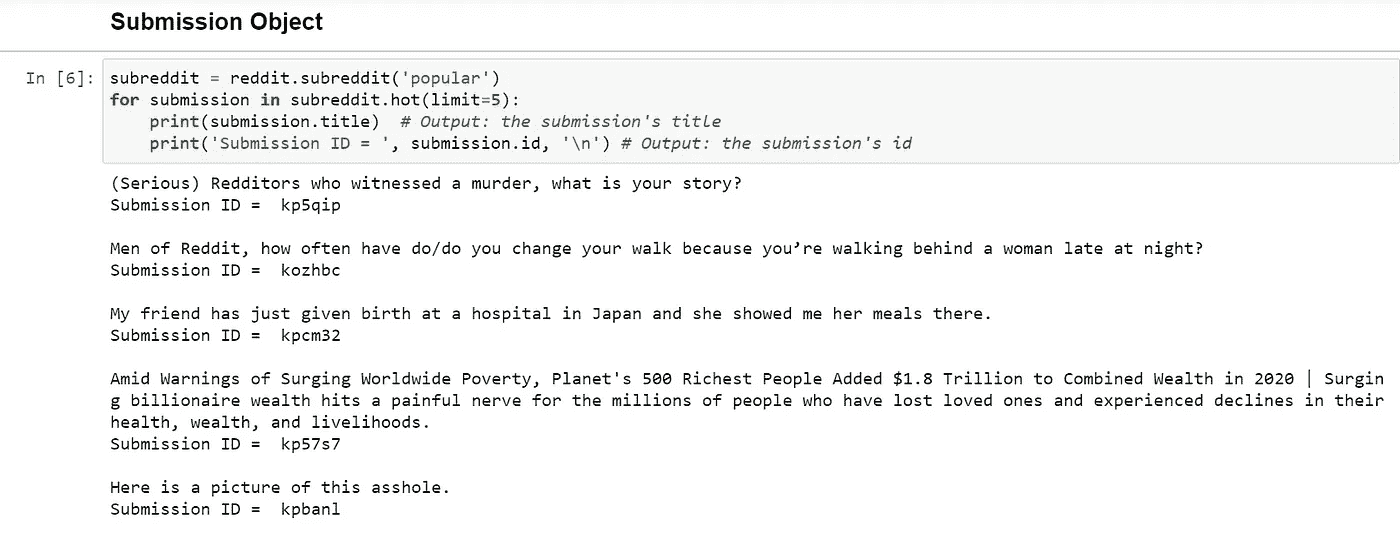 Submission Object
In [6]: subreddit = reddit.subreddit('popular')
for submission in subreddit.hot(limit=5):
    print(submission.title)  # Output: the submission's title
    print('Submission ID = ', submission.id, '\n') # Output: the submission's id
(Serious) Redditors who witnessed a murder, what is your story?
Submission ID =  kp5qip
Men of Reddit, how often have do/do you change your walk because you’re walking behind a woman late at night?
Submission ID =  kozhbc
My friend has just given birth at a hospital in Japan and she showed me her meals there.
Submission ID =  kpcm32
Amid Warnings of Surging Worldwide Poverty, Planet's 500 Richest People Added $1.8 Trillion to Combined Wealth in 2020 | Surgin
g billionaire wealth hits a painful nerve for the millions of people who have lost loved ones and experienced declines in their
health, wealth, and livelihoods.
Submission ID =  kp57s7
Here is a picture of this asshole.
Submission ID =  kpbanl